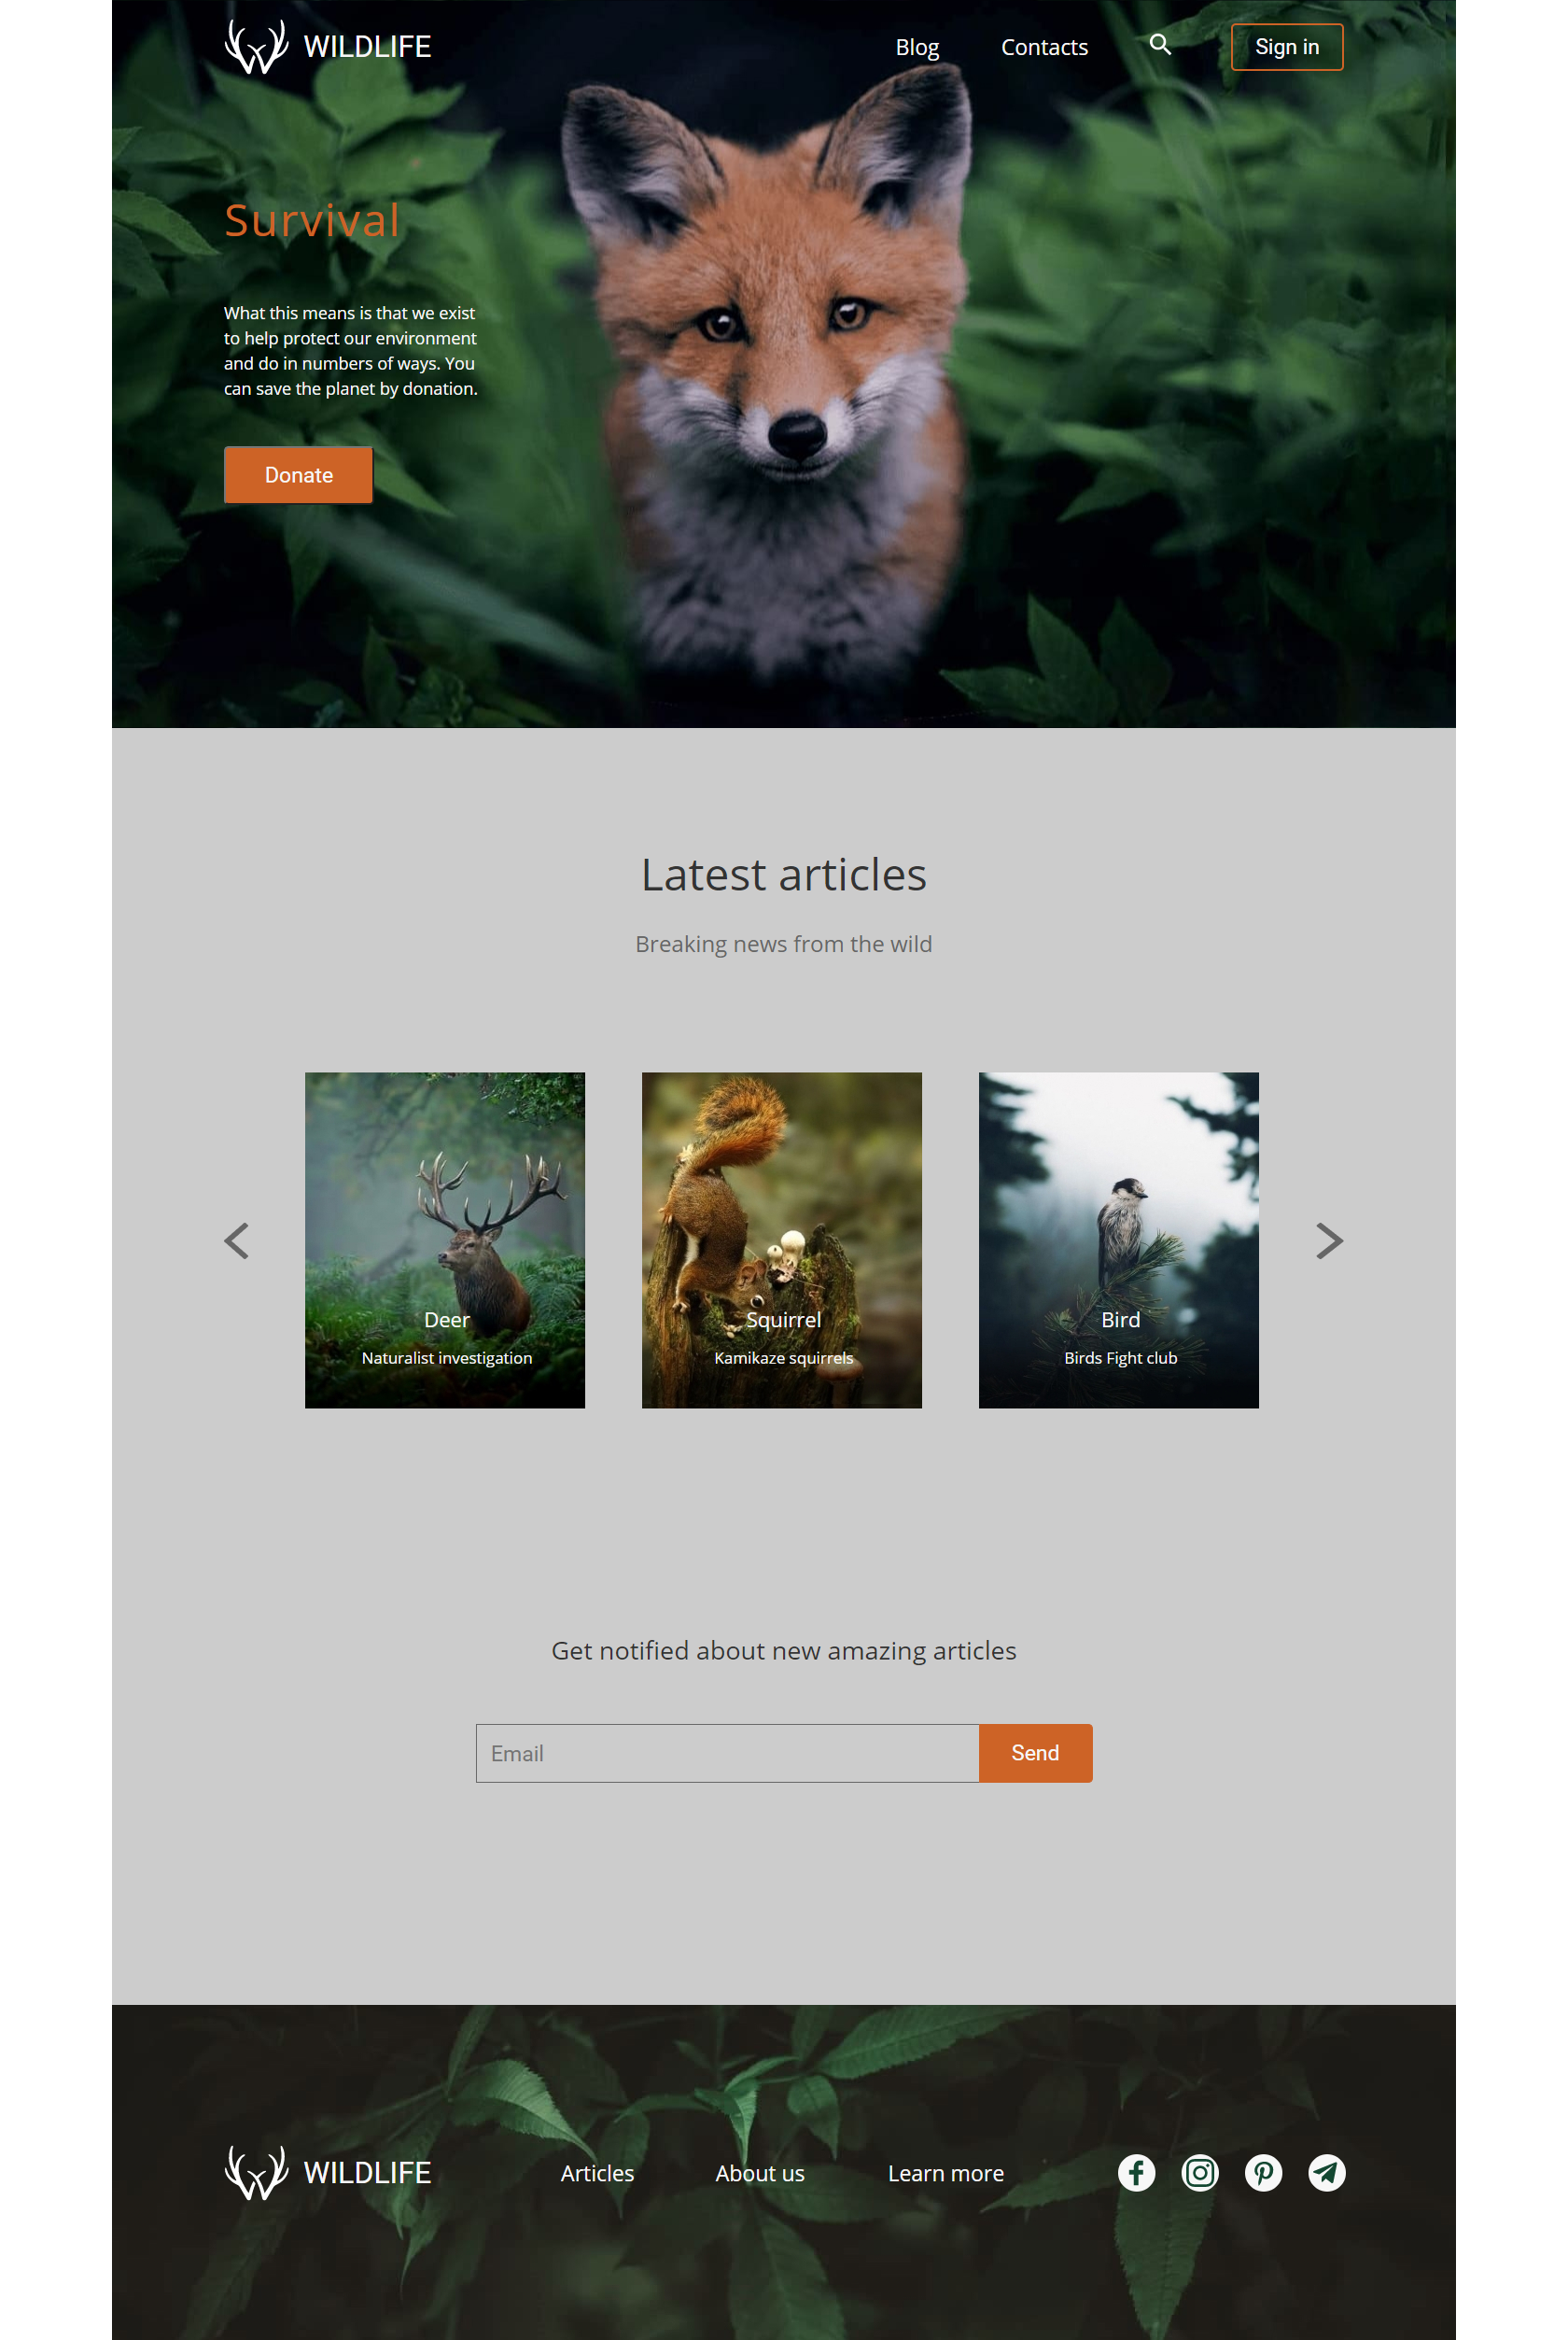 WILDLIFE
Blog
Contacts
Sign in
Survival
What this means is that we exist
to help protect our environment
and do in numbers of ways. You
can save the planet by donation.
Donate
Latest articles
Breaking news from the wild
Deer
Naturalist investigation
Squirrel
Kamikaze squirrels
Bird
Birds Fight club
Get notified about new amazing articles
Email
Send
WILDLIFE
Articles
About us
Learn more